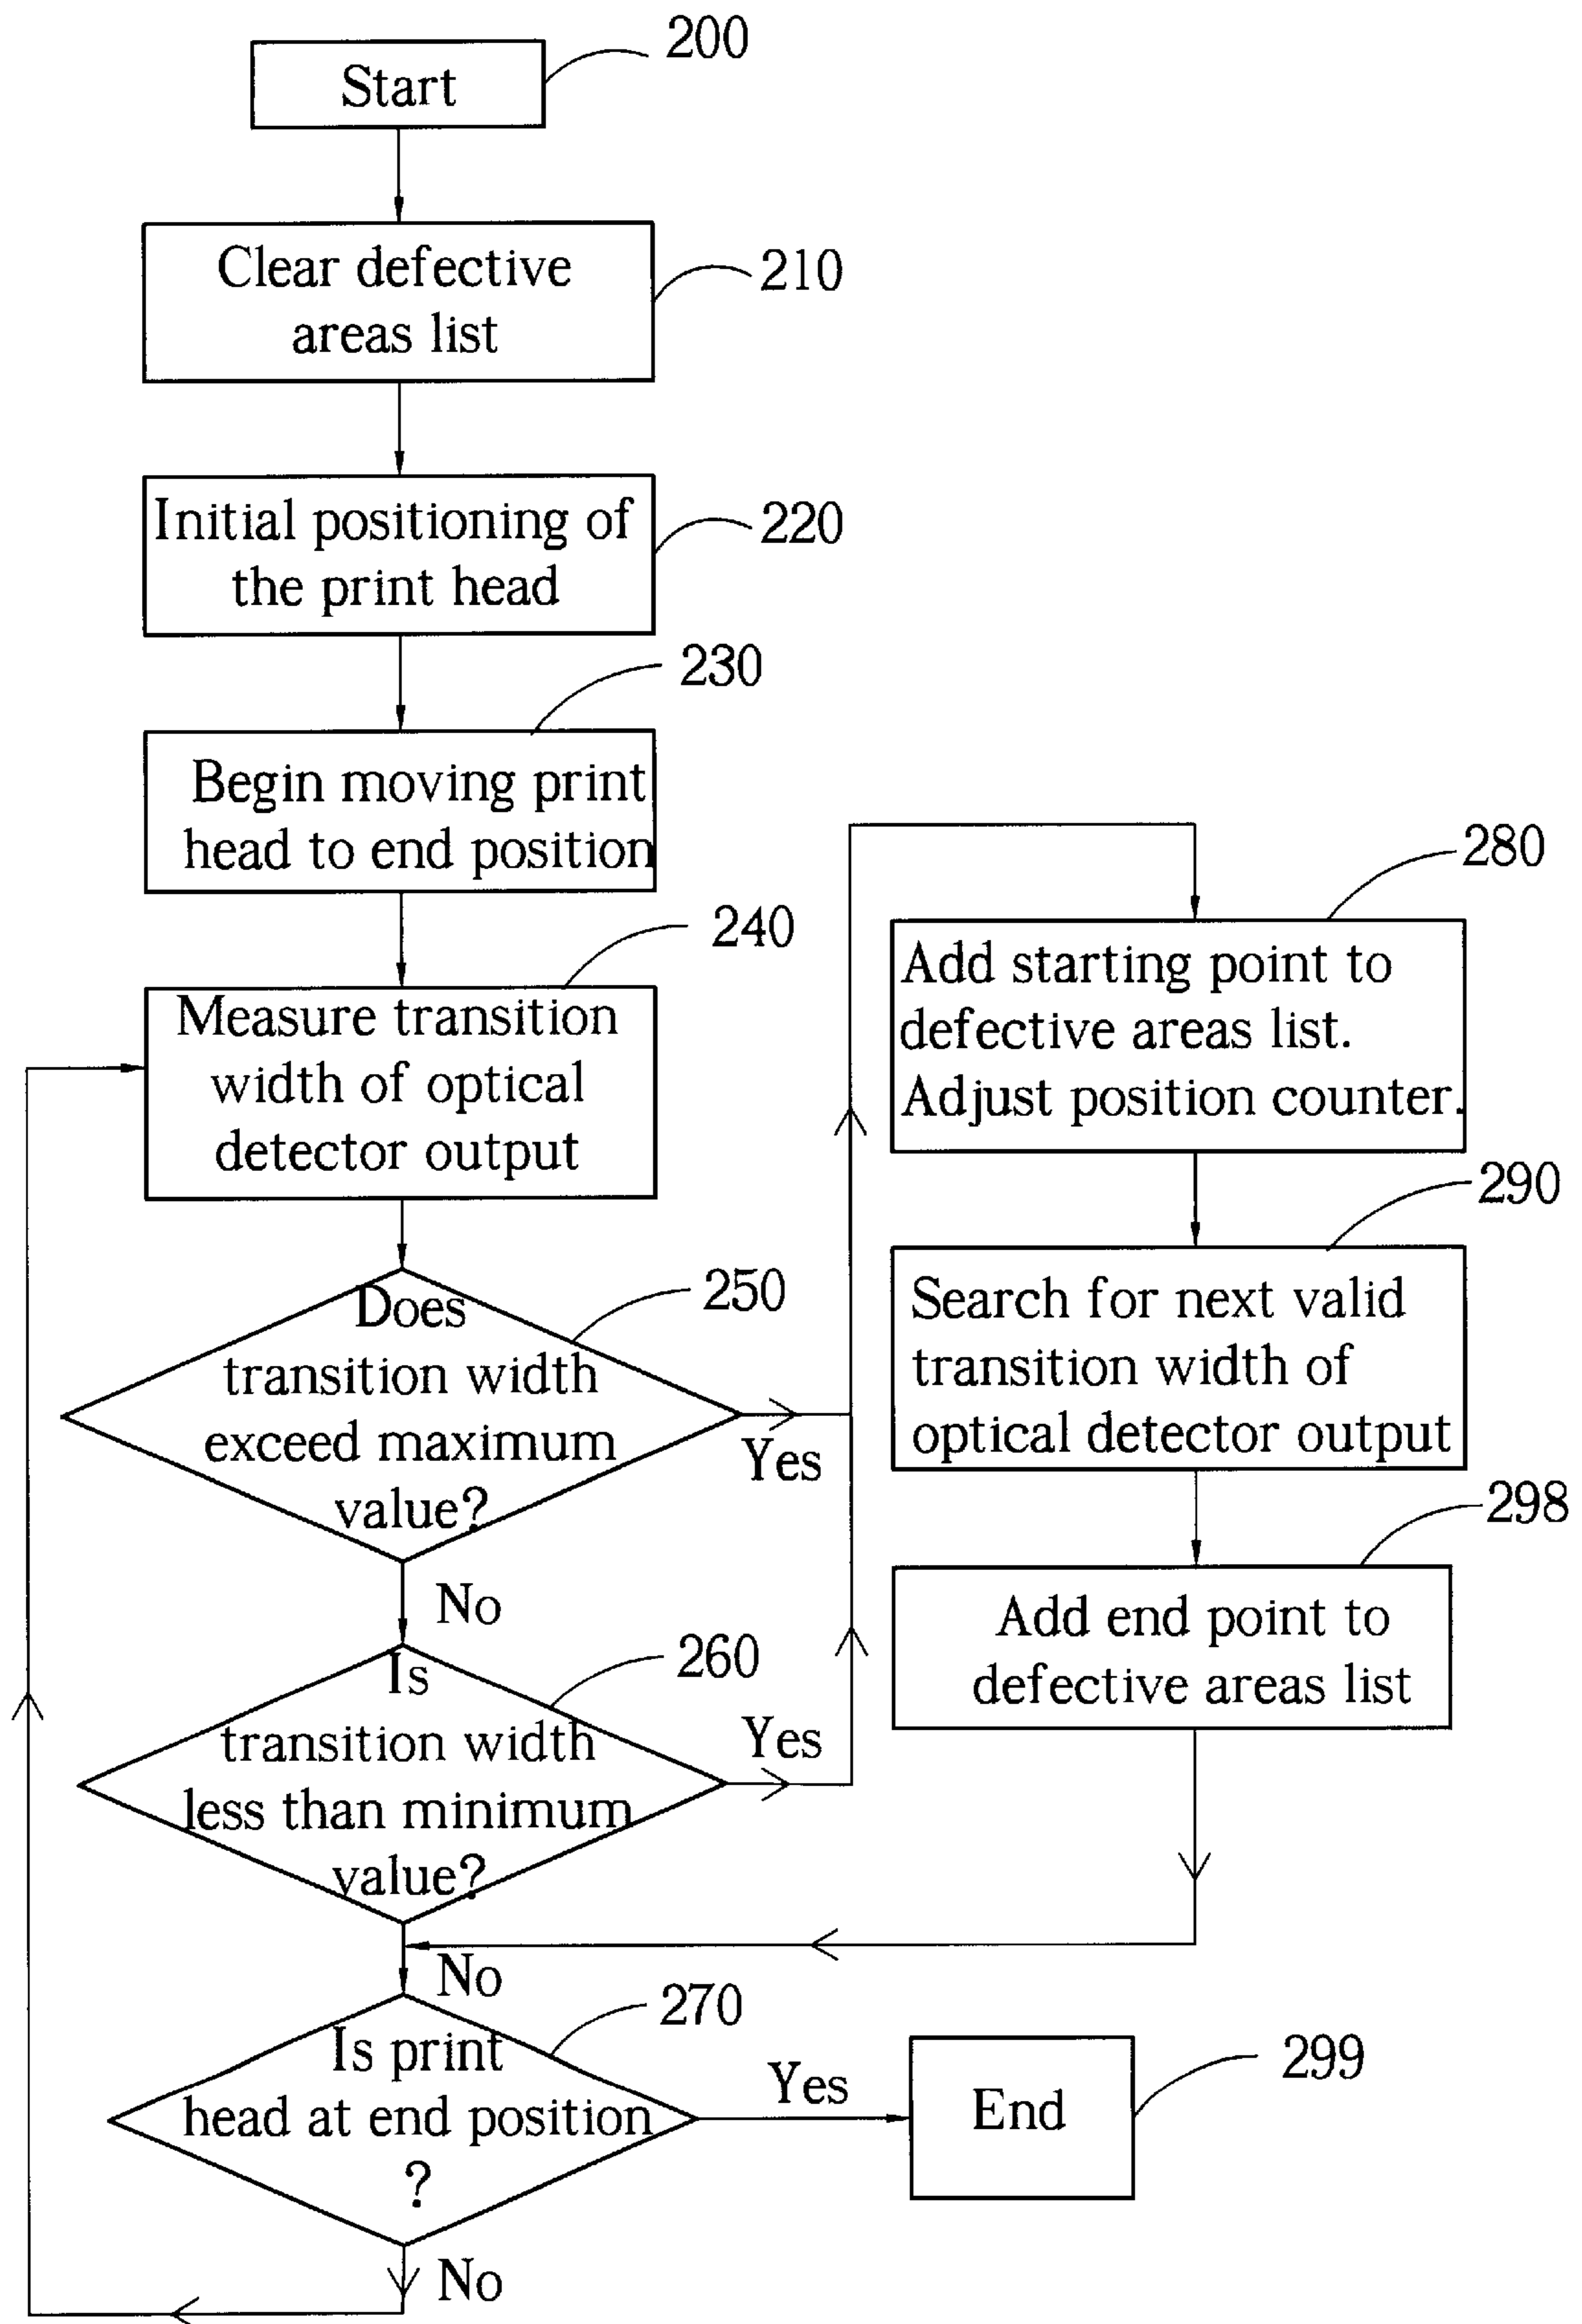 Start
200
Clear defective
areas list
210
Initial positioning of
the print head
220
Begin moving print
head to end position
230
Measure transition
width of optical
detector output
240
Does
transition width
exceed maximum
value?
250
Yes
No
Is
transition width
less than minimum
value?
260
Yes
No
Is print
head at end position
?
270
Yes
No
Add starting point to
defective areas list.
Adjust position counter.
280
Search for next valid
transition width of
optical detector output
290
Add end point to
defective areas list
298
End
299